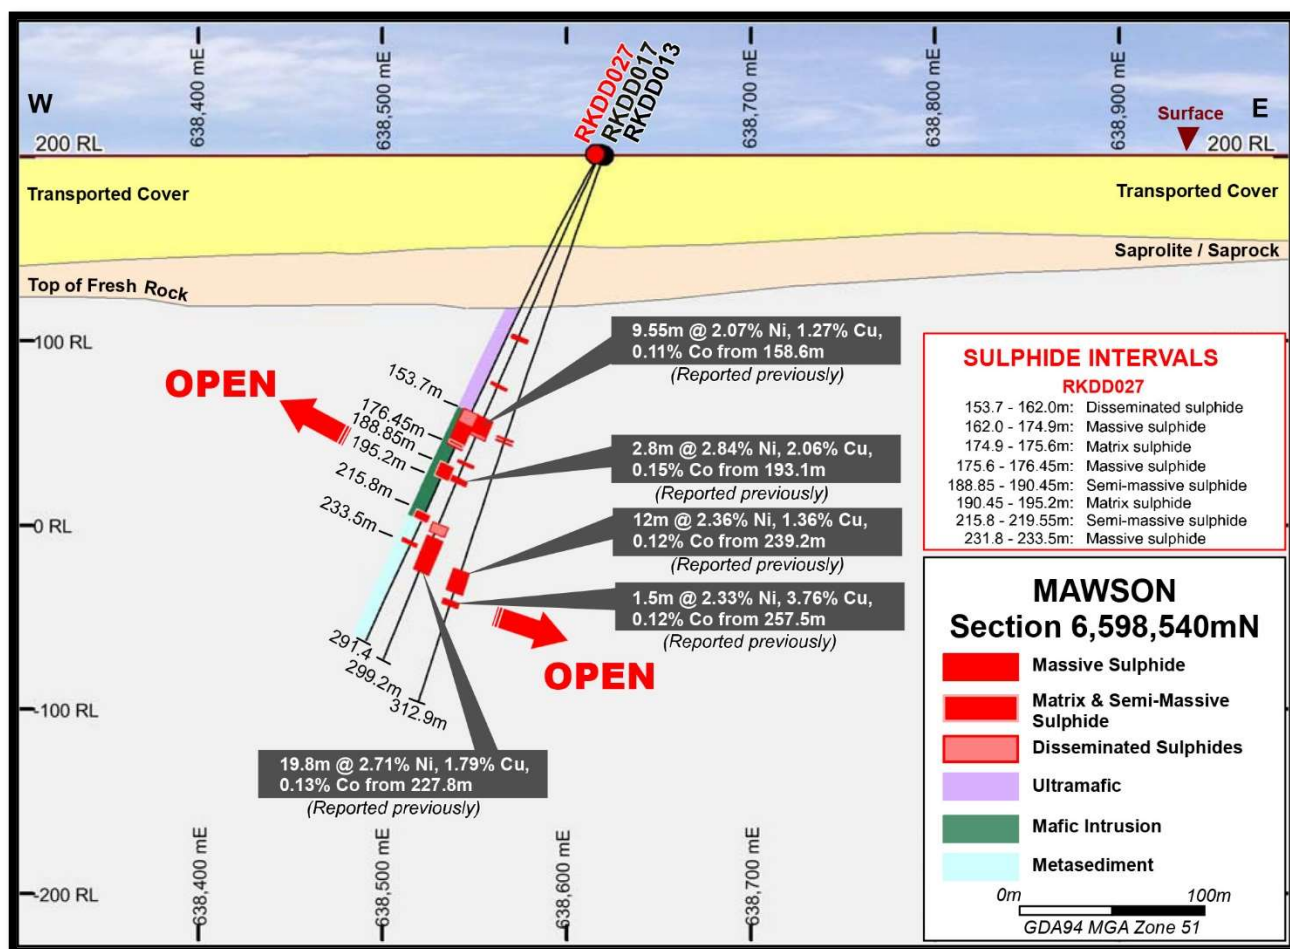 638,400 mE
638,500 mE
RKDD027
RKDD017
RKDD013
638,700 mE
638,800 mE
638,900 mE
W
E
Surface
200 RL
200 RL
Transported Cover
Transported Cover
Saprolite / Saprock
Top of Fresh Rock
100 RL
9.55m @ 2.07% Ni, 1.27% Cu,
0.11% Co from 158.6m
(Reported previously)
OPEN
153.7m
176.45m
188.85m
195.2m
215.8m
233.5m
2.8m @ 2.84% Ni, 2.06% Cu,
0.15% Co from 193.1m
(Reported previously)
0 RL
12m @ 2.36% Ni, 1.36% Cu,
0.12% Co from 239.2m
(Reported previously)
1.5m @ 2.33% Ni, 3.76% Cu,
0.12% Co from 257.5m
(Reported previously)
OPEN
291.4
299.2m
312.9m
-100 RL
19.8m @ 2.71% Ni, 1.79% Cu,
0.13% Co from 227.8m
(Reported previously)
-200 RL
638,400 mE
638,500 mE
638,600 mE
638,700 mE
SULPHIDE INTERVALS
RKDD027
153.7 - 162.0m: Disseminated sulphide
162.0 - 174.9m: Massive sulphide
174.9 - 175.6m: Matrix sulphide
175.6 - 176.45m: Massive sulphide
188.85 - 190.45m: Semi-massive sulphide
190.45 - 195.2m: Matrix sulphide
215.8 - 219.55m: Semi-massive sulphide
231.8 - 233.5m: Massive sulphide
MAWSON
Section 6,598,540mN
Massive Sulphide
Matrix & Semi-Massive
Sulphide
Disseminated Sulphides
Ultramafic
Mafic Intrusion
Metasediment
0m
100m
GDA94 MGA Zone 51